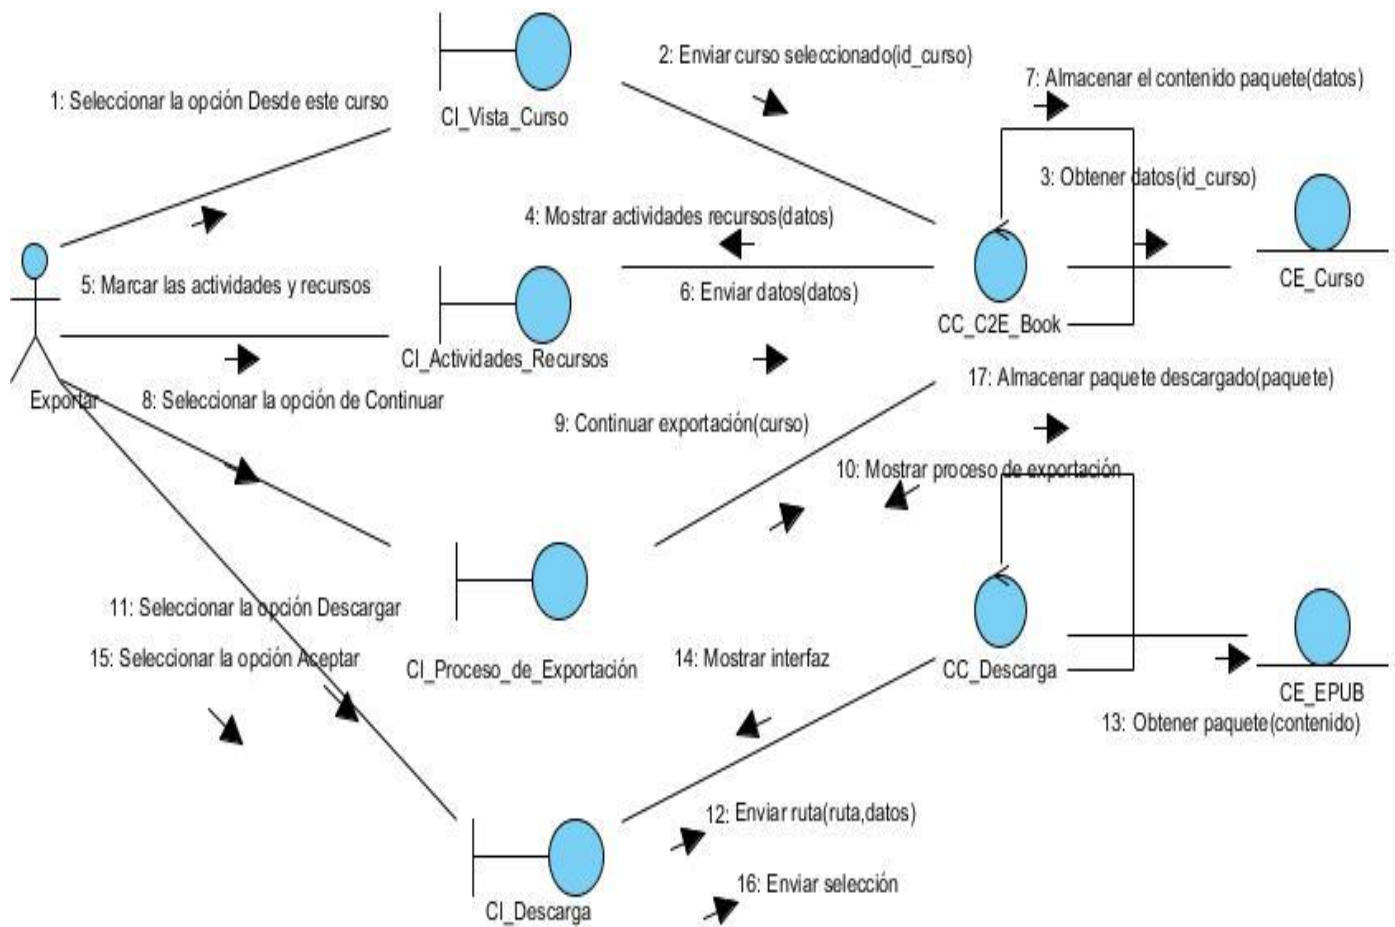 2: Enviar curso seleccionado(id_curso)
7: Almacenar el contenido paquete(datos)
1: Seleccionar la opción Desde este curso
CI_Vista_Curso
3: Obtener datos(id_curso)
4: Mostrar actividades recursos(datos)
5: Marcar las actividades y recursos
6: Enviar datos(datos)
CE_Curso
CC_C2E_Book
CI_Actividades_Recursos
17: Almacenar paquete descargado(paquete)
Exportar
8: Seleccionar la opción de Continuar
9: Continuar exportación(curso)
10: Mostrar proceso de exportación
11: Seleccionar la opción Descargar
15: Seleccionar la opción Aceptar
CI_Proceso_de_Exportación
14: Mostrar interfaz
CC_Descarga
CE_EPUB
13: Obtener paquete(contenido)
12: Enviar ruta(ruta,datos)
16: Enviar selección
CI_Descarga